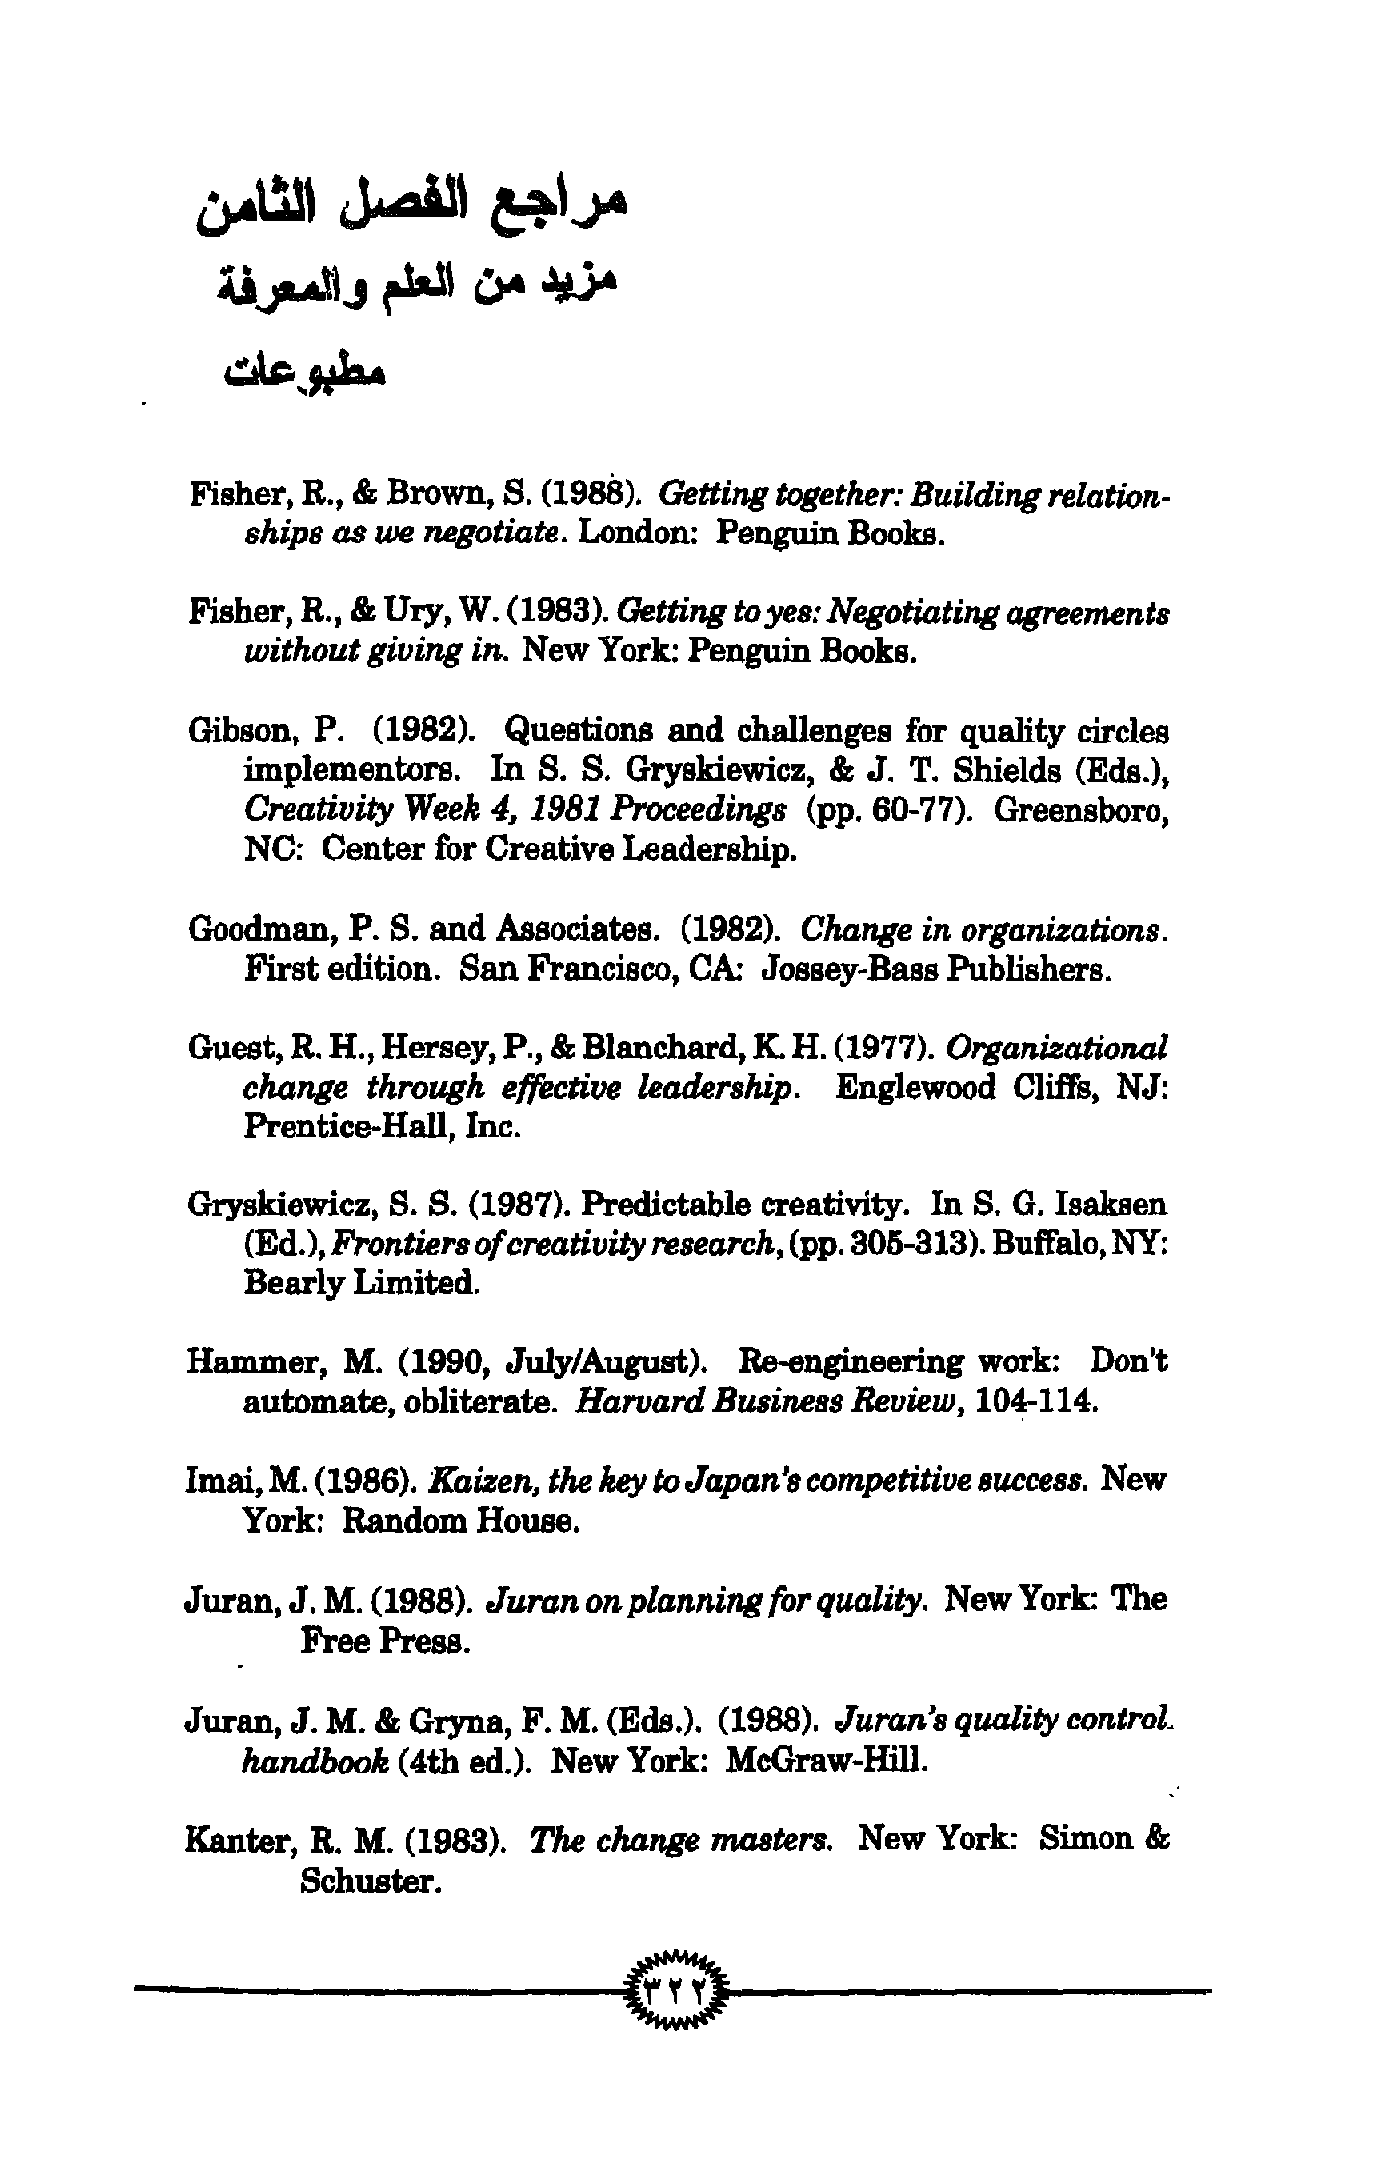 مراجع الفصل الثامن
مزيد من العلم والمعرفة
مطبوعات
Fisher, R., & Brown, S. (1988). Getting together: Building relation-
ships as we negotiate. London: Penguin Books.
Fisher, R., & Ury, W. (1983). Getting to yes: Negotiating agreements
without giving in. New York: Penguin Books.
Gibson, P. (1982). Questions and challenges for quality circles
implementors. In S. S. Gryskiewicz, & J. T. Shields (Eds.),
Creativity Week 4, 1981 Proceedings (pp. 60-77). Greensboro,
NC: Center for Creative Leadership.
Goodman, P. S. and Associates. (1982). Change in organizations.
First edition. San Francisco, CA: Jossey-Bass Publishers.
Guest, R. H., Hersey, P., & Blanchard, K. H. (1977). Organizational
change through effective leadership. Englewood Cliffs, NJ:
Prentice-Hall, Inc.
Gryskiewicz, S. S. (1987). Predictable creativity. In S. G. Isaksen
(Ed.), Frontiers of creativity research, (pp. 305-313). Buffalo, NY:
Bearly Limited.
Hammer, M. (1990, July/August). Re-engineering work: Don't
automate, obliterate. Harvard Business Review, 104-114.
Imai, M. (1986). Kaizen, the key to Japan's competitive success. New
York: Random House.
Juran, J. M. (1988). Juran on planning for quality. New York: The
Free Press.
Juran, J. M. & Gryna, F. M. (Eds.). (1988). Juran's quality control
handbook (4th ed.). New York: McGraw-Hill.
Kanter, R. M. (1983). The change masters. New York: Simon &
Schuster.
٣٢٢